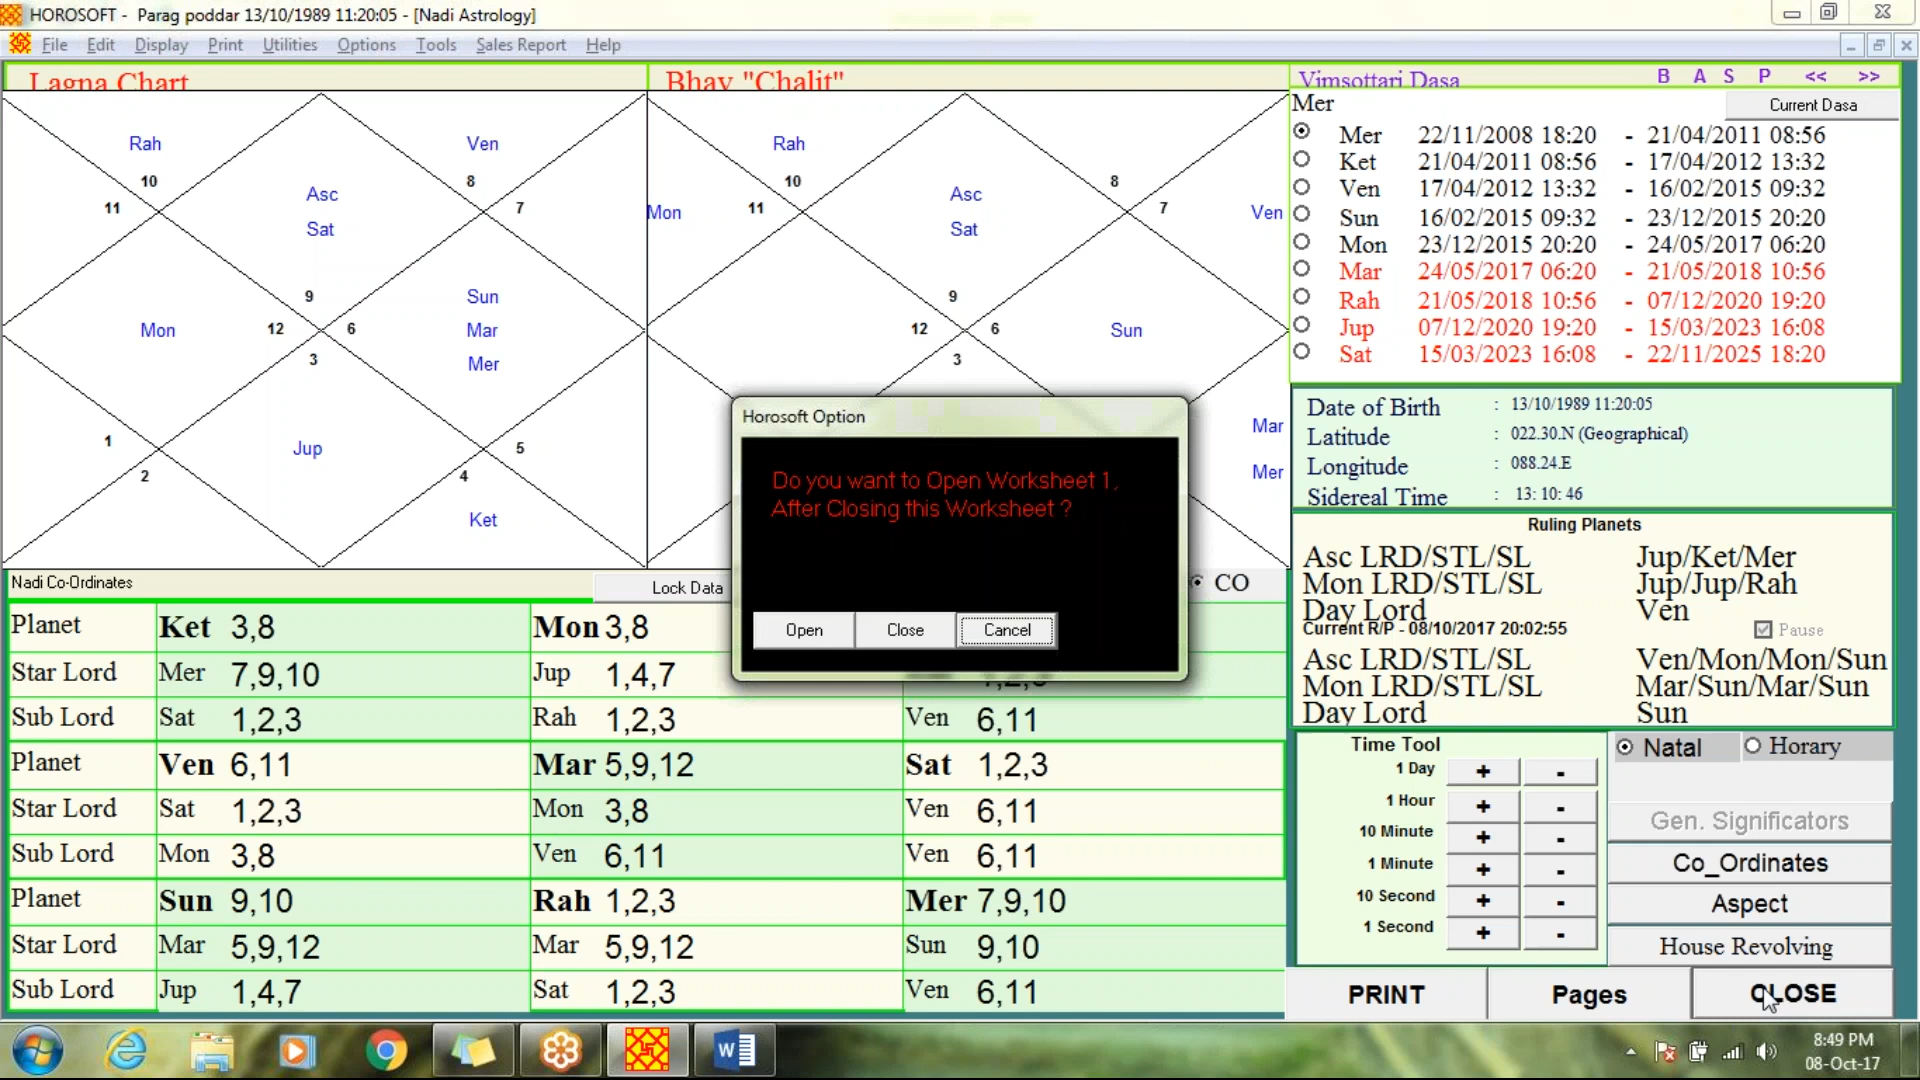 HOROSOFT - Parag poddar 13/10/1989 11:20:05 - [Nadi Astrology]
File Edit Display Print Utilities Options Tools Sales Report Help
Lagna Chart
Rah
Ven
10
8
11
7
Asc
Sat
9
Sun
Mon
12
6
Mar
3
Mer
1
Jup
5
2
4
Ket
Bhav "Chalit"
Rah
10
8
Mon
11
7
Ven
Asc
Sat
9
12
6
Sun
3
Mar
Mer
Vimsottari Dasa B A S P << >>
Mer Current Dasa
Mer 22/11/2008 18:20 - 21/04/2011 08:56
Ket 21/04/2011 08:56 - 17/04/2012 13:32
Ven 17/04/2012 13:32 - 16/02/2015 09:32
Sun 16/02/2015 09:32 - 23/12/2015 20:20
Mon 23/12/2015 20:20 - 24/05/2017 06:20
Mar 24/05/2017 06:20 - 21/05/2018 10:56
Rah 21/05/2018 10:56 - 07/12/2020 19:20
Jup 07/12/2020 19:20 - 15/03/2023 16:08
Sat 15/03/2023 16:08 - 22/11/2025 18:20
Date of Birth : 13/10/1989 11:20:05
Latitude : 022.30.N (Geographical)
Longitude : 088.24.E
Sidereal Time : 13: 10: 46
Ruling Planets
Asc LRD/STL/SL Jup/Ket/Mer
Mon LRD/STL/SL Jup/Jup/Rah
Day Lord Ven
Current R/P - 08/10/2017 20:02:55 Pause
Asc LRD/STL/SL Ven/Mon/Mon/Sun
Mon LRD/STL/SL Mar/Sun/Mar/Sun
Day Lord Sun
Horosoft Option
Do you want to Open Worksheet 1,
After Closing this Worksheet ?
Open Close Cancel
Nadi Co-Ordinates Lock Data CO
Planet Ket 3,8 Mon 3,8
Star Lord Mer 7,9,10 Jup 1,4,7
Sub Lord Sat 1,2,3 Rah 1,2,3 Ven 6,11
Planet Ven 6,11 Mar 5,9,12 Sat 1,2,3
Star Lord Sat 1,2,3 Mon 3,8 Ven 6,11
Sub Lord Mon 3,8 Ven 6,11 Ven 6,11
Planet Sun 9,10 Rah 1,2,3 Mer 7,9,10
Star Lord Mar 5,9,12 Mar 5,9,12 Sun 9,10
Sub Lord Jup 1,4,7 Sat 1,2,3 Ven 6,11
Time Tool
1 Day + -
1 Hour + -
10 Minute + -
1 Minute + -
10 Second + -
1 Second + -
Natal Horary
Gen. Significators
Co_Ordinates
Aspect
House Revolving
PRINT Pages CLOSE
8:49 PM
08-Oct-17